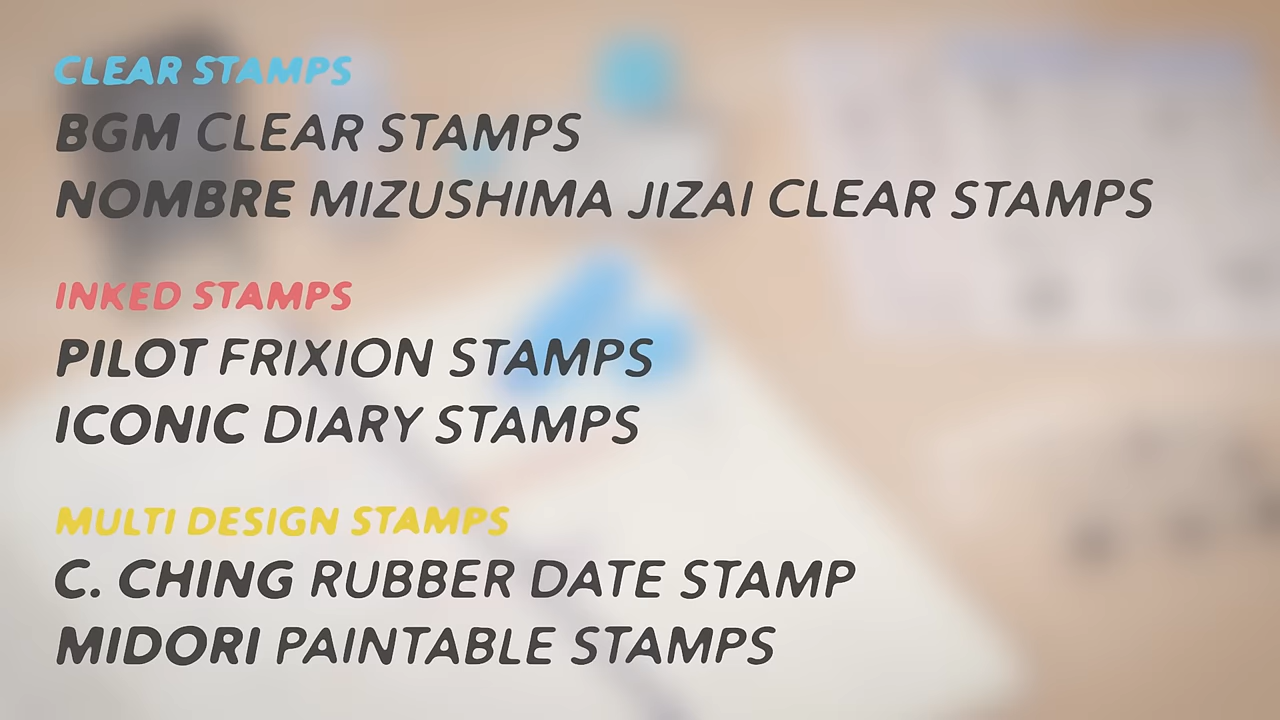 CLEAR STAMPS
BGM CLEAR STAMPS
NOMBRE MIZUSHIMA JIZAI CLEAR STAMPS
INKED STAMPS
PILOT FRIXION STAMPS
ICONIC DIARY STAMPS
MULTI DESIGN STAMPS
C. CHING RUBBER DATE STAMP
MIDORI PAINTABLE STAMPS